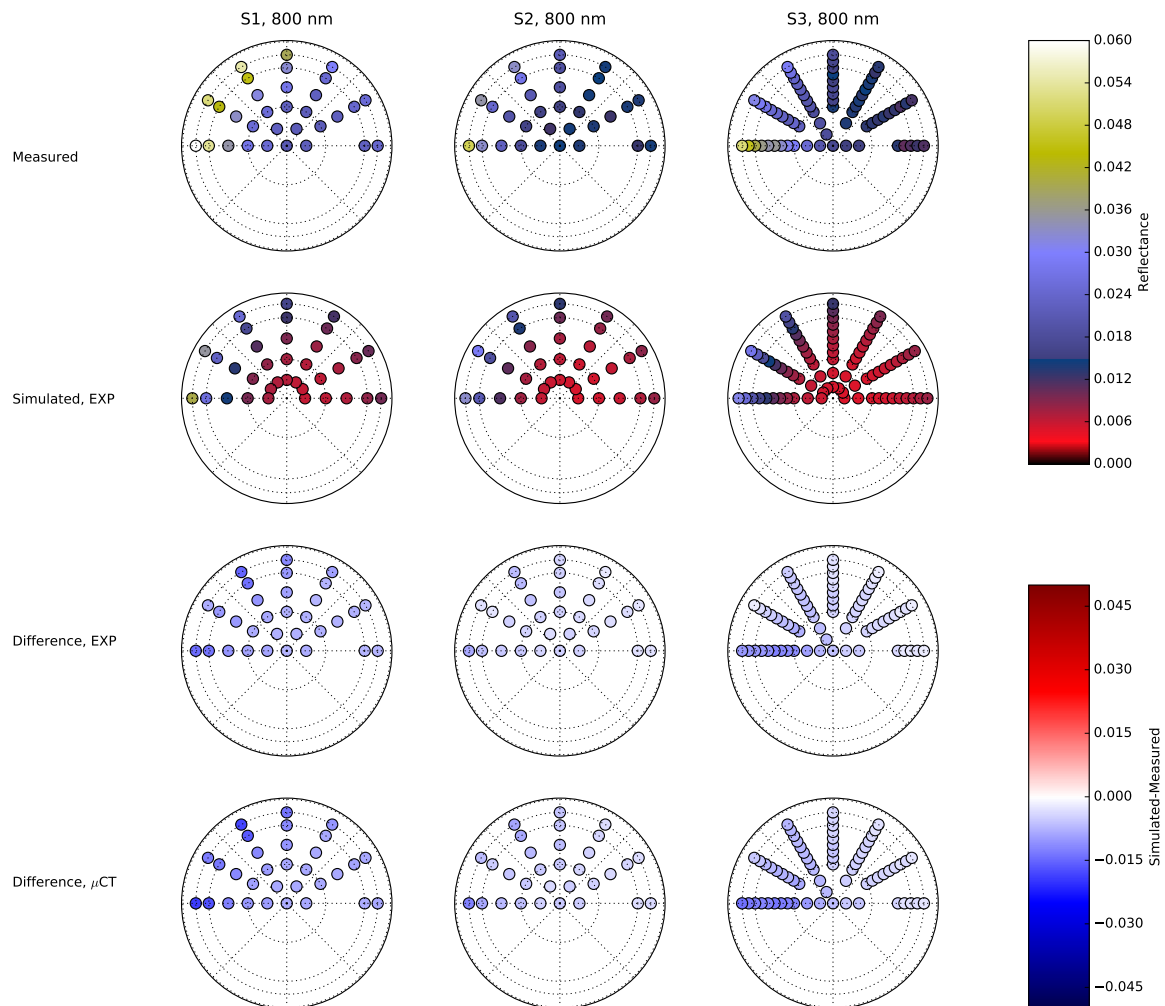 S1, 800 nm
S2, 800 nm
S3, 800 nm
Measured
Simulated, EXP
Difference, EXP
Difference, μCT
0.060
0.054
0.048
0.042
0.036
0.030
0.024
0.018
0.012
0.006
0.000
Reflectance
0.045
0.030
0.015
0.000
−0.015
−0.030
−0.045
Simulated-Measured